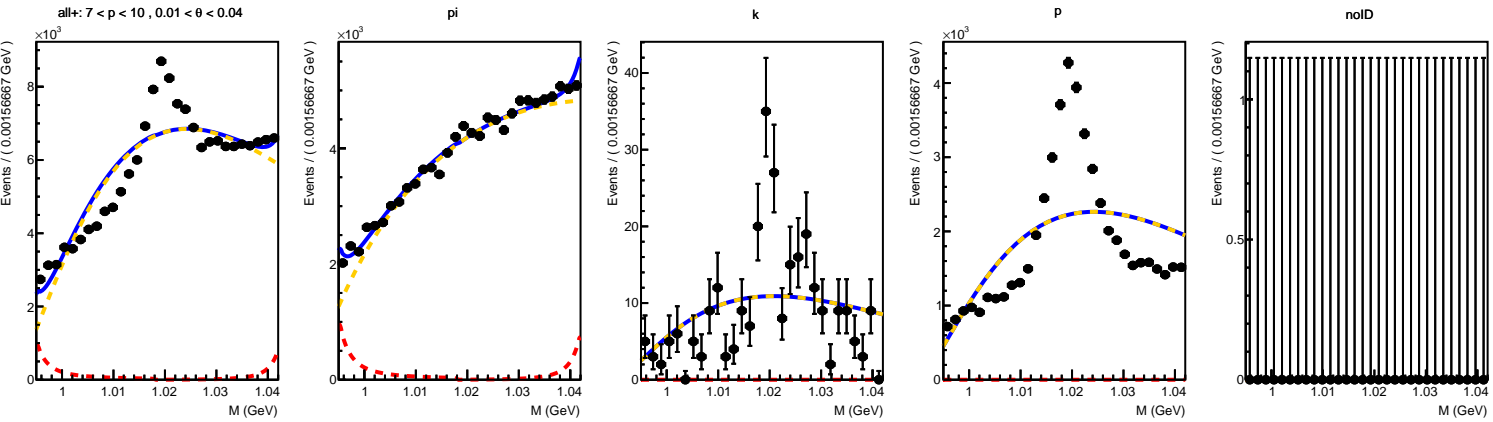 all+: 7 < p < 10 , 0.01 < θ < 0.04
×10³
Events / ( 0.00156667 GeV )
8
6
4
2
0
1 1.01 1.02 1.03 1.04
M (GeV)
pi
×10³
Events / ( 0.00156667 GeV )
4
2
0
1 1.01 1.02 1.03 1.04
M (GeV)
k
Events / ( 0.00156667 GeV )
40
30
20
10
0
1 1.01 1.02 1.03 1.04
M (GeV)
p
×10³
Events / ( 0.00156667 GeV )
4
3
2
1
0
1 1.01 1.02 1.03 1.04
M (GeV)
noID
Events / ( 0.00156667 GeV )
1
0.5
0
1 1.01 1.02 1.03 1.04
M (GeV)